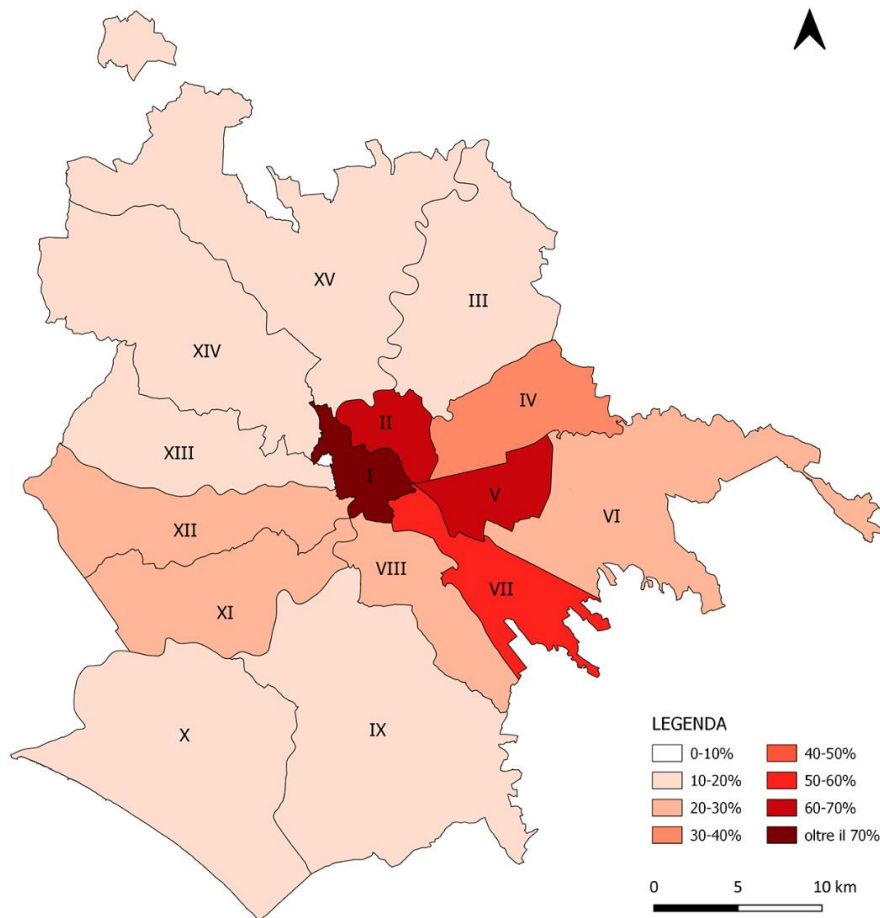 XV
III
XIV
IV
II
XIII
I
V
VI
XII
VIII
VII
XI
IX
X
LEGENDA
0-10%
40-50%
10-20%
50-60%
20-30%
60-70%
30-40%
oltre il 70%
0 5 10 km